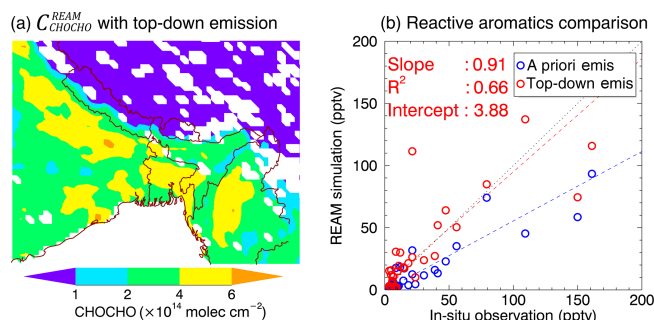 (a) C_CHOCHO^REAM with top-down emission
1 2 4 6
CHOCHO (×10¹⁴ molec cm⁻²)
(b) Reactive aromatics comparison
Slope : 0.91
R² : 0.66
Intercept : 3.88
A priori emis
Top-down emis
200
150
100
50
0
REAM simulation (pptv)
0 50 100 150 200
In-situ observation (pptv)